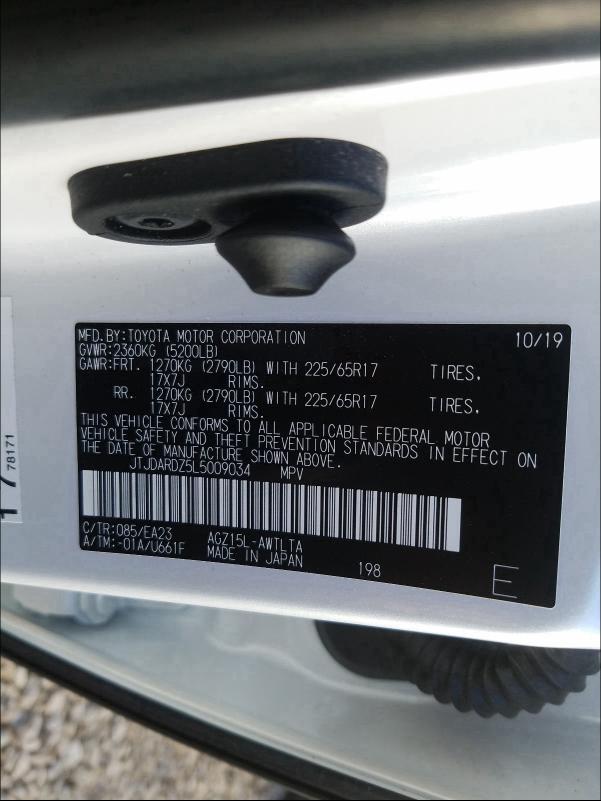 MFD.BY:TOYOTA MOTOR CORPORATION 10/19
GVWR:2360KG (5200LB)
GAWR:FRT. 1270KG (2790LB) WITH 225/65R17 TIRES,
17X7J RIMS.
RR. 1270KG (2790LB) WITH 225/65R17 TIRES,
17X7J RIMS.
THIS VEHICLE CONFORMS TO ALL APPLICABLE FEDERAL MOTOR
VEHICLE SAFETY AND THEFT PREVENTION STANDARDS IN EFFECT ON
THE DATE OF MANUFACTURE SHOWN ABOVE.
JTJDARDZ5L5009034 MPV
C/TR:085/EA23 AGZ15L-AWTLTA
A/TM:-01A/U661F MADE IN JAPAN 198 E
78171